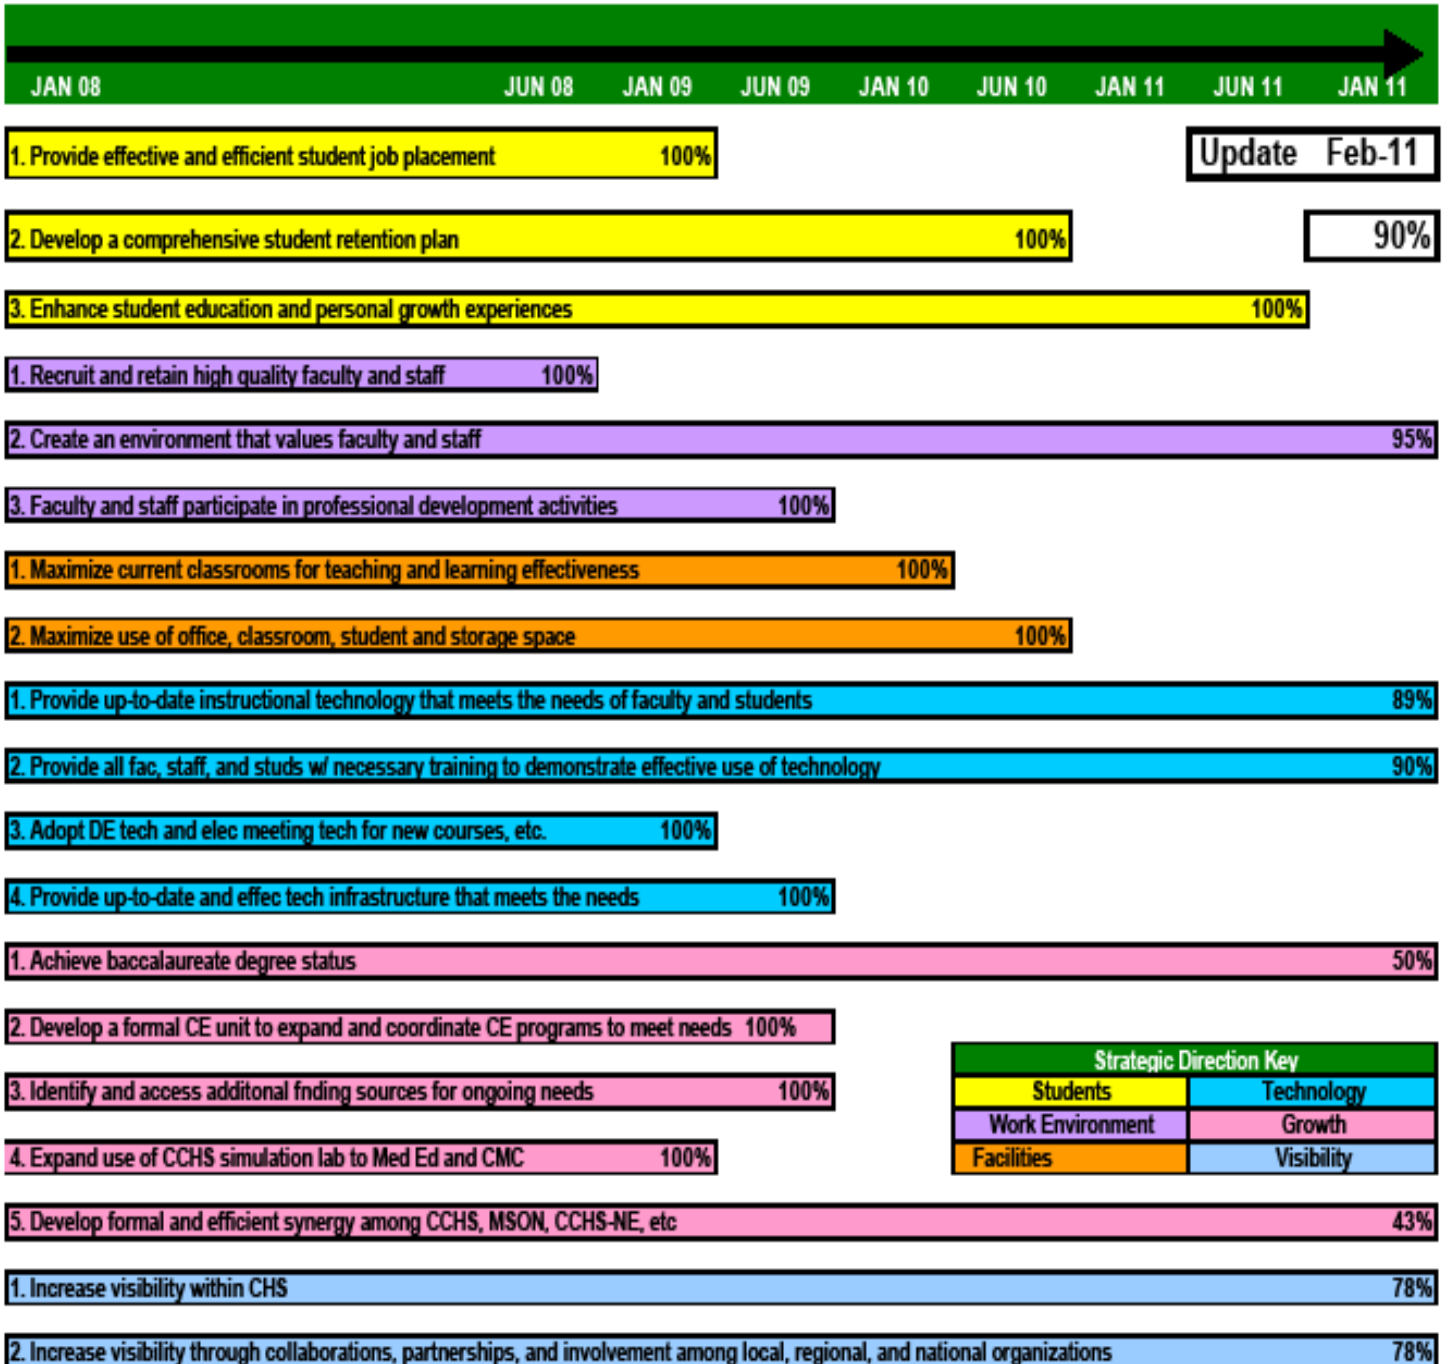 JAN 08 JUN 08 JAN 09 JUN 09 JAN 10 JUN 10 JAN 11 JUN 11 JAN 11
1. Provide effective and efficient student job placement 100%
Update Feb-11
2. Develop a comprehensive student retention plan 100%
90%
3. Enhance student education and personal growth experiences 100%
1. Recruit and retain high quality faculty and staff 100%
2. Create an environment that values faculty and staff 95%
3. Faculty and staff participate in professional development activities 100%
1. Maximize current classrooms for teaching and learning effectiveness 100%
2. Maximize use of office, classroom, student and storage space 100%
1. Provide up-to-date instructional technology that meets the needs of faculty and students 89%
2. Provide all fac, staff, and studs w/ necessary training to demonstrate effective use of technology 90%
3. Adopt DE tech and elec meeting tech for new courses, etc. 100%
4. Provide up-to-date and effec tech infrastructure that meets the needs 100%
1. Achieve baccalaureate degree status 50%
2. Develop a formal CE unit to expand and coordinate CE programs to meet needs 100%
3. Identify and access additonal fnding sources for ongoing needs 100%
4. Expand use of CCHS simulation lab to Med Ed and CMC 100%
Strategic Direction Key
Students Technology
Work Environment Growth
Facilities Visibility
5. Develop formal and efficient synergy among CCHS, MSON, CCHS-NE, etc 43%
1. Increase visibility within CHS 78%
2. Increase visibility through collaborations, partnerships, and involvement among local, regional, and national organizations 78%